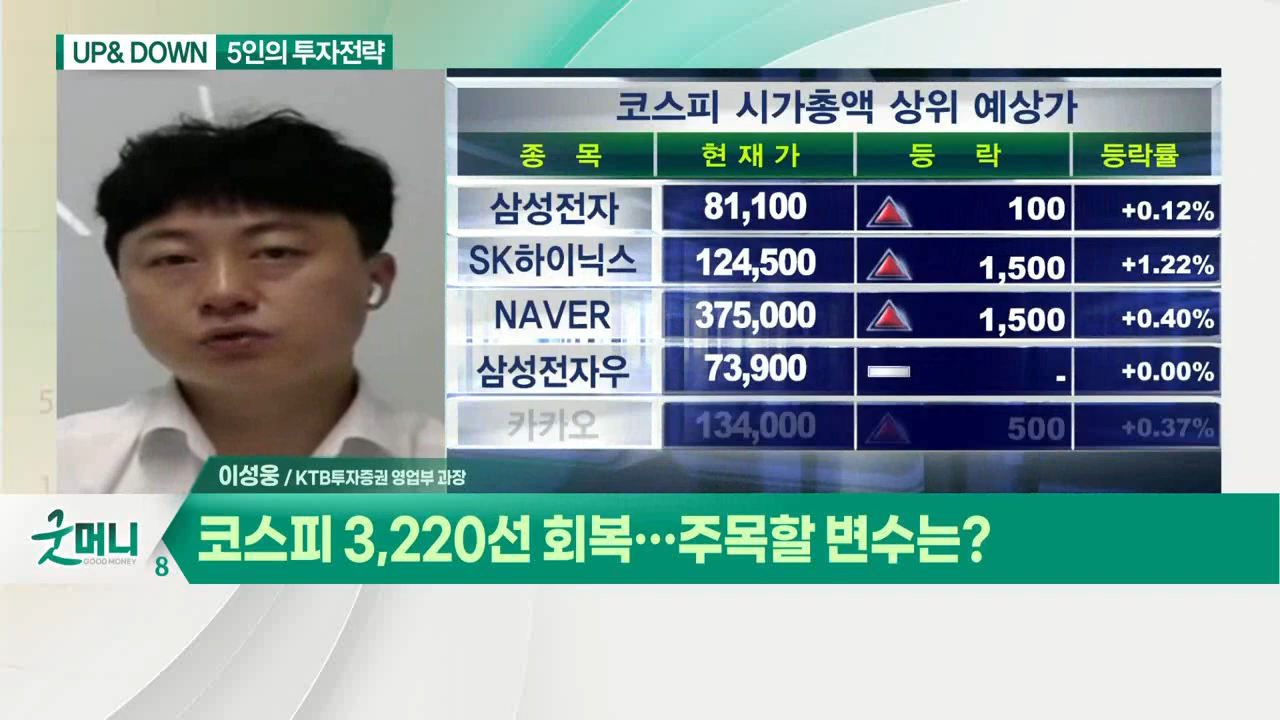 UP& DOWN 5인의 투자전략
코스피 시가총액 상위 예상가
종 목 현 재 가 등 락 등락률
삼성전자 81,100 100 +0.12%
SK하이닉스 124,500 1,500 +1.22%
NAVER 375,000 1,500 +0.40%
삼성전자우 73,900 - +0.00%
카카오 134,000 500 +0.37%
5
1
이성웅 / KTB투자증권 영업부 과장
굿머니
GOOD MONEY
8
코스피 3,220선 회복…주목할 변수는?